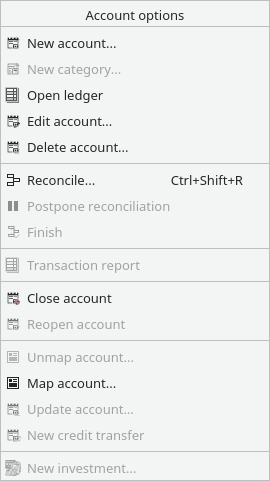 Account options
New account...
New category...
Open ledger
Edit account...
Delete account...
Reconcile... Ctrl+Shift+R
Postpone reconciliation
Finish
Transaction report
Close account
Reopen account
Unmap account...
Map account...
Update account...
New credit transfer
New investment...